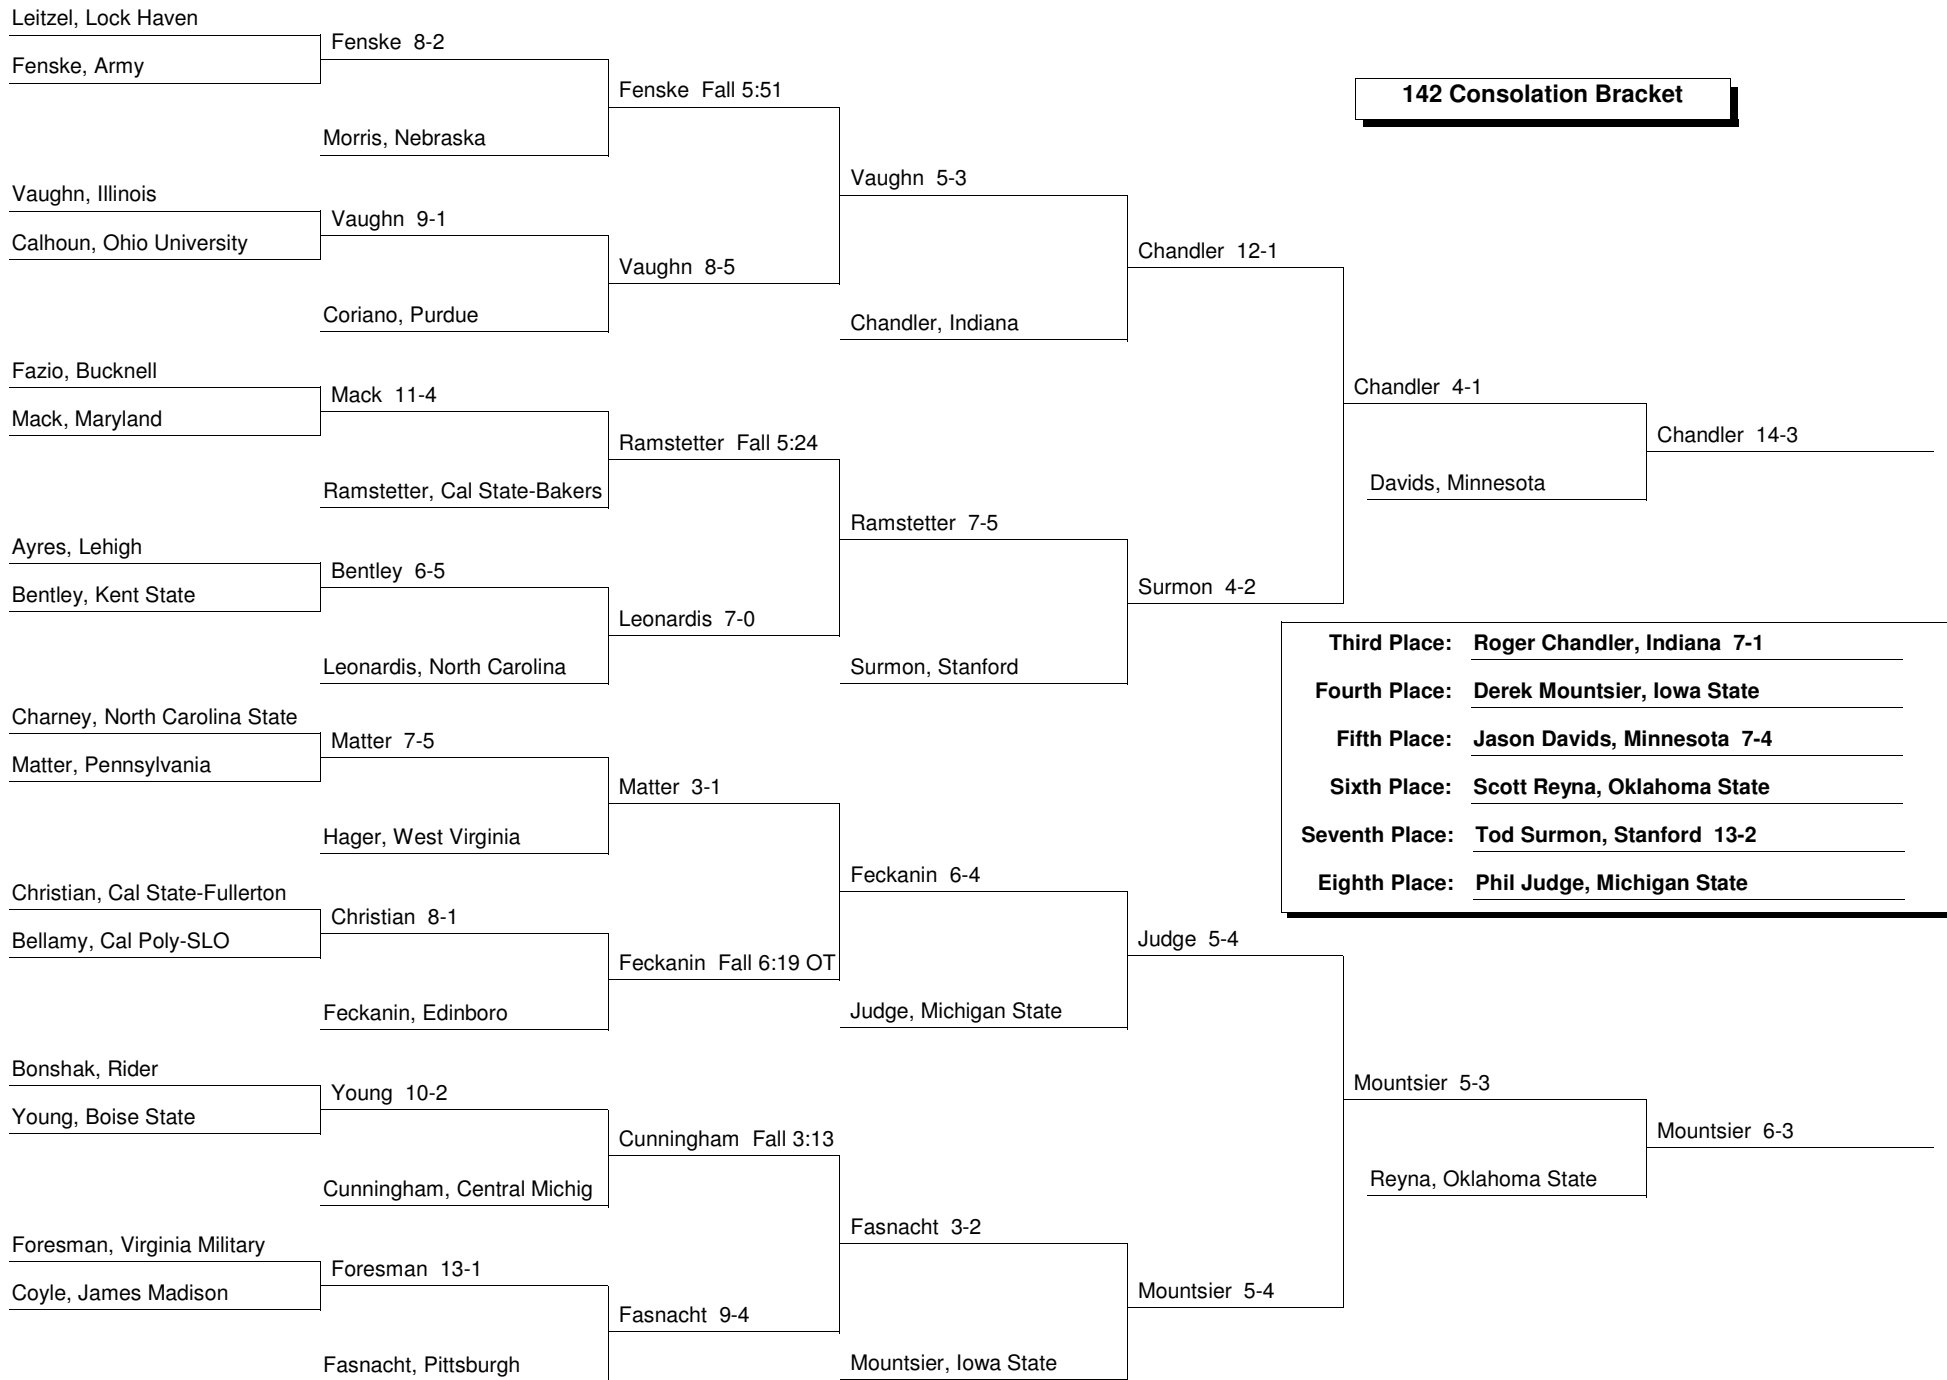 142 Consolation Bracket
Leitzel, Lock Haven
Fenske, Army
Vaughn, Illinois
Calhoun, Ohio University
Fazio, Bucknell
Mack, Maryland
Ayres, Lehigh
Bentley, Kent State
Charney, North Carolina State
Matter, Pennsylvania
Christian, Cal State-Fullerton
Bellamy, Cal Poly-SLO
Bonshak, Rider
Young, Boise State
Foresman, Virginia Military
Coyle, James Madison
Fenske 8-2
Morris, Nebraska
Vaughn 9-1
Coriano, Purdue
Mack 11-4
Ramstetter, Cal State-Bakers
Bentley 6-5
Leonardis, North Carolina
Matter 7-5
Hager, West Virginia
Christian 8-1
Feckanin, Edinboro
Young 10-2
Cunningham, Central Michig
Foresman 13-1
Fasnacht, Pittsburgh
Fenske Fall 5:51
Vaughn 8-5
Ramstetter Fall 5:24
Leonardis 7-0
Matter 3-1
Feckanin Fall 6:19 OT
Cunningham Fall 3:13
Fasnacht 9-4
Vaughn 5-3
Chandler, Indiana
Ramstetter 7-5
Surmon, Stanford
Feckanin 6-4
Judge, Michigan State
Fasnacht 3-2
Mountsier, Iowa State
Chandler 12-1
Surmon 4-2
Judge 5-4
Mountsier 5-4
Chandler 4-1
Davids, Minnesota
Mountsier 5-3
Reyna, Oklahoma State
Chandler 14-3
Mountsier 6-3
Third Place: Roger Chandler, Indiana 7-1
Fourth Place: Derek Mountsier, Iowa State
Fifth Place: Jason Davids, Minnesota 7-4
Sixth Place: Scott Reyna, Oklahoma State
Seventh Place: Tod Surmon, Stanford 13-2
Eighth Place: Phil Judge, Michigan State